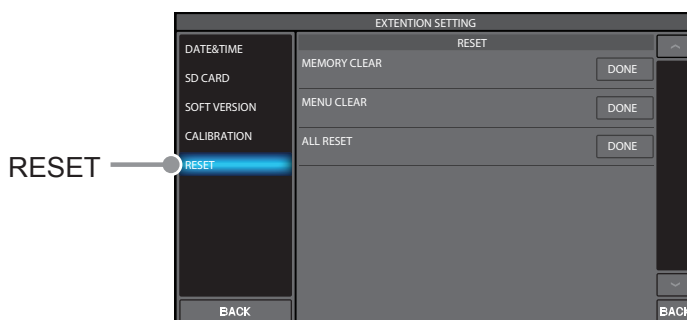 EXTENTION SETTING
RESET
DATE&TIME
SD CARD
SOFT VERSION
CALIBRATION
RESET
BACK
RESET
MEMORY CLEAR DONE
MENU CLEAR DONE
ALL RESET DONE
BACK